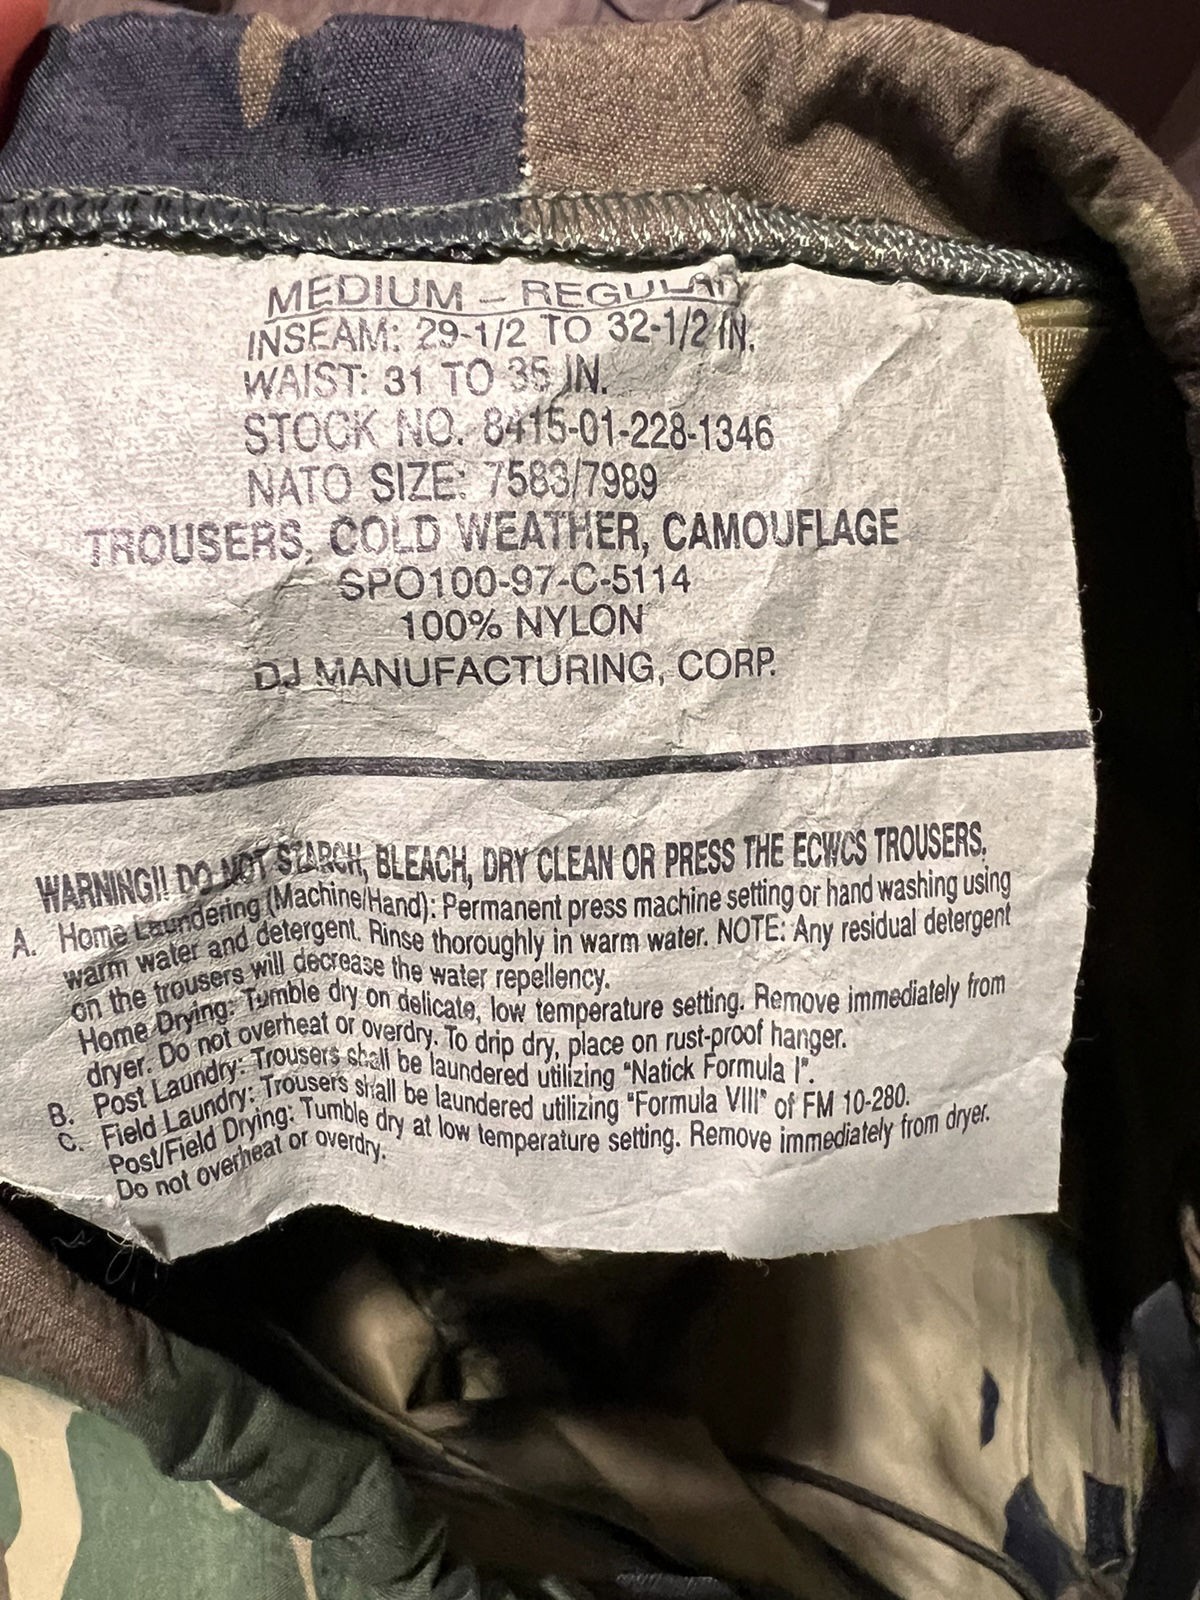 MEDIUM – REGULAR
INSEAM: 29-1/2 TO 32-1/2 IN.
WAIST: 31 TO 35 IN.
STOCK NO. 8415-01-228-1346
NATO SIZE: 7583/7989
TROUSERS, COLD WEATHER, CAMOUFLAGE
SPO100-97-C-5114
100% NYLON
DJ MANUFACTURING, CORP.
WARNING!! DO NOT STARCH, BLEACH, DRY CLEAN OR PRESS THE ECWCS TROUSERS.
A. Home Laundering (Machine/Hand): Permanent press machine setting or hand washing using
warm water and detergent. Rinse thoroughly in warm water. NOTE: Any residual detergent
on the trousers will decrease the water repellency.
Home Drying: Tumble dry on delicate, low temperature setting. Remove immediately from
dryer. Do not overheat or overdry. To drip dry, place on rust-proof hanger.
B. Post Laundry: Trousers shall be laundered utilizing "Natick Formula I".
C. Field Laundry: Trousers shall be laundered utilizing "Formula VIII" of FM 10-280.
Post/Field Drying: Tumble dry at low temperature setting. Remove immediately from dryer.
Do not overheat or overdry.